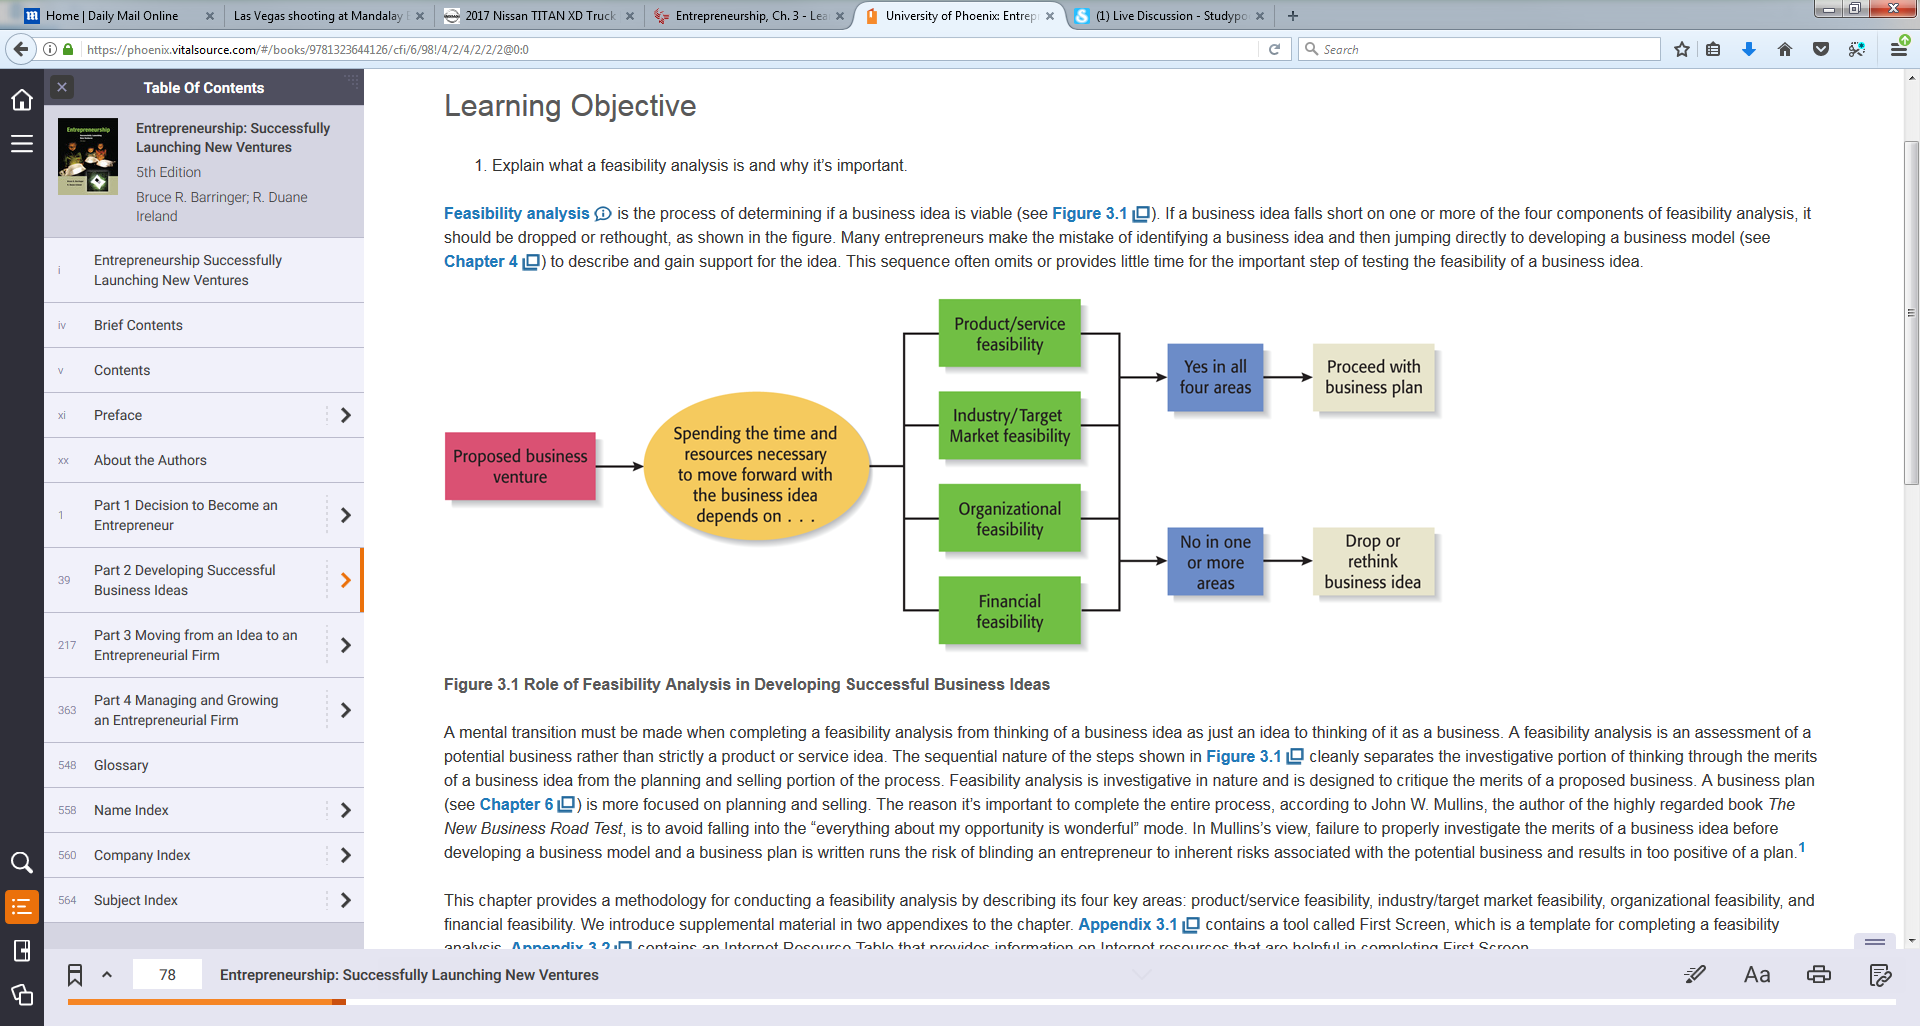 Home | Daily Mail Online
Las Vegas shooting at Mandalay
2017 Nissan TITAN XD Truck
Entrepreneurship, Ch. 3 - Lea
University of Phoenix: Entrep
(1) Live Discussion - Studypo
https://phoenix.vitalsource.com/#/books/9781323644126/cfi/6/98!/4/2/4/2/2/2@0:0
Search
Table Of Contents
Entrepreneurship: Successfully
Launching New Ventures
5th Edition
Bruce R. Barringer; R. Duane
Ireland
i Entrepreneurship Successfully
Launching New Ventures
iv Brief Contents
v Contents
xi Preface
xx About the Authors
1 Part 1 Decision to Become an
Entrepreneur
39 Part 2 Developing Successful
Business Ideas
217 Part 3 Moving from an Idea to an
Entrepreneurial Firm
363 Part 4 Managing and Growing
an Entrepreneurial Firm
548 Glossary
558 Name Index
560 Company Index
564 Subject Index
Learning Objective
1. Explain what a feasibility analysis is and why it's important.
Feasibility analysis is the process of determining if a business idea is viable (see Figure 3.1). If a business idea falls short on one or more of the four components of feasibility analysis, it
should be dropped or rethought, as shown in the figure. Many entrepreneurs make the mistake of identifying a business idea and then jumping directly to developing a business model (see
Chapter 4) to describe and gain support for the idea. This sequence often omits or provides little time for the important step of testing the feasibility of a business idea.
Proposed business
venture
Spending the time and
resources necessary
to move forward with
the business idea
depends on . . .
Product/service
feasibility
Industry/Target
Market feasibility
Organizational
feasibility
Financial
feasibility
Yes in all
four areas
Proceed with
business plan
No in one
or more
areas
Drop or
rethink
business idea
Figure 3.1 Role of Feasibility Analysis in Developing Successful Business Ideas
A mental transition must be made when completing a feasibility analysis from thinking of a business idea as just an idea to thinking of it as a business. A feasibility analysis is an assessment of a
potential business rather than strictly a product or service idea. The sequential nature of the steps shown in Figure 3.1 cleanly separates the investigative portion of thinking through the merits
of a business idea from the planning and selling portion of the process. Feasibility analysis is investigative in nature and is designed to critique the merits of a proposed business. A business plan
(see Chapter 6) is more focused on planning and selling. The reason it's important to complete the entire process, according to John W. Mullins, the author of the highly regarded book The
New Business Road Test, is to avoid falling into the “everything about my opportunity is wonderful” mode. In Mullins's view, failure to properly investigate the merits of a business idea before
developing a business model and a business plan is written runs the risk of blinding an entrepreneur to inherent risks associated with the potential business and results in too positive of a plan.1
This chapter provides a methodology for conducting a feasibility analysis by describing its four key areas: product/service feasibility, industry/target market feasibility, organizational feasibility, and
financial feasibility. We introduce supplemental material in two appendixes to the chapter. Appendix 3.1 contains a tool called First Screen, which is a template for completing a feasibility
analysis. Appendix 3.2 contains an Internet Resource Table that provides information on Internet resources that are helpful in completing First Screen.
78
Entrepreneurship: Successfully Launching New Ventures
Aa